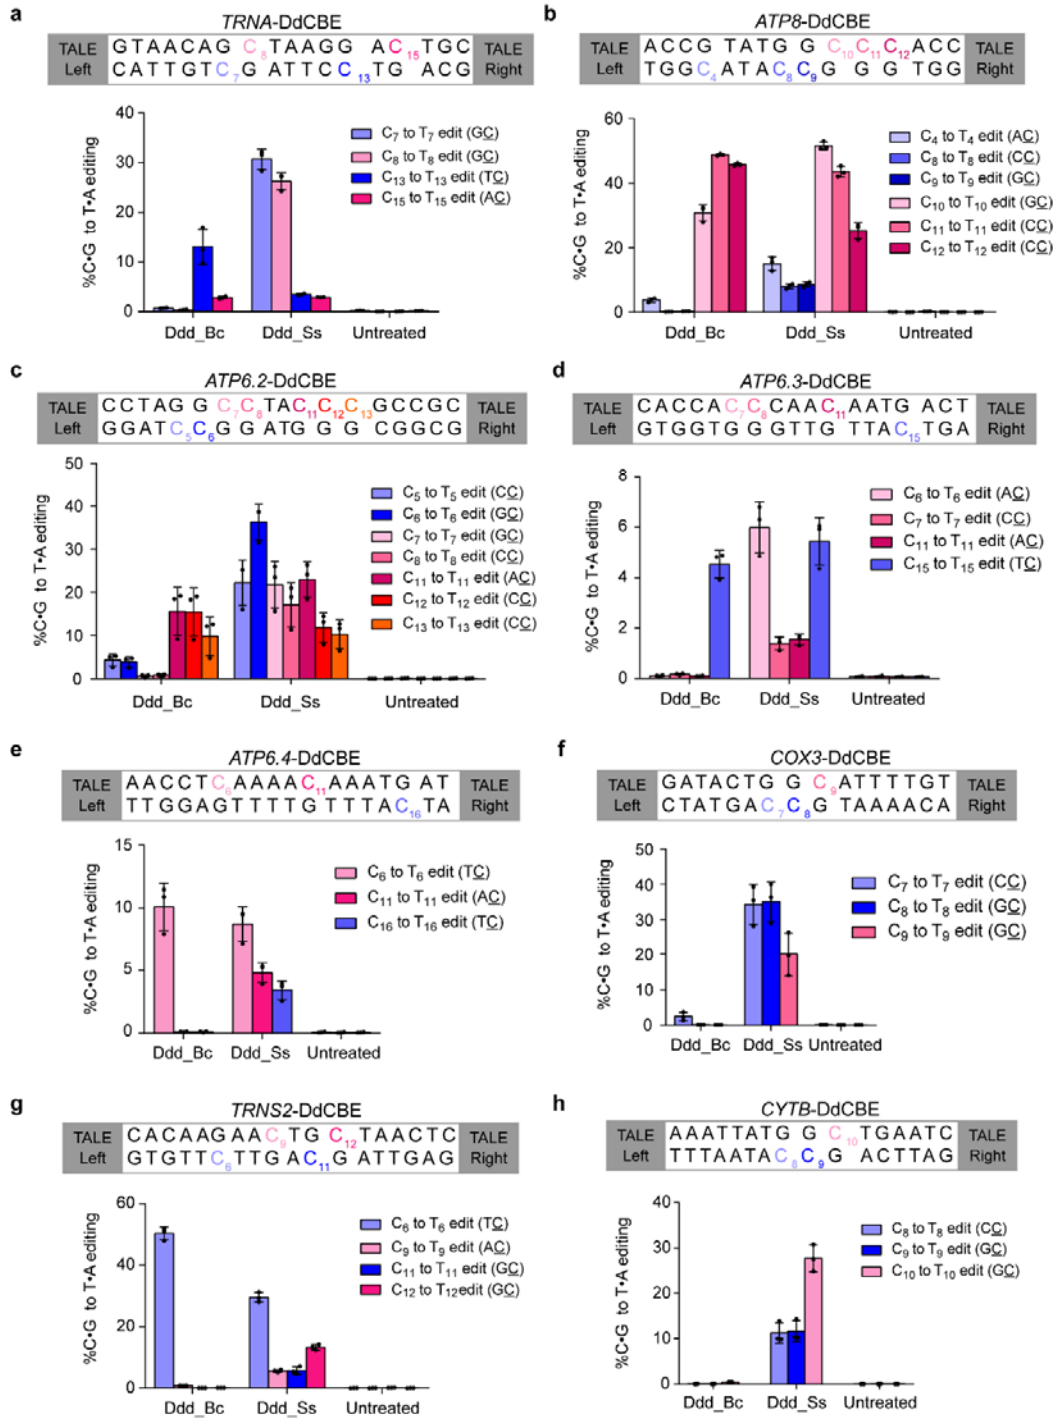 a
TRNA-DdCBE
TALE Left
GTAACAG C8TAAGG AC15TGC
CATTGTC7G ATTCC13TG ACG
TALE Right
%C•G to T•A editing
40
30
20
10
0
C7 to T7 edit (GC)
C8 to T8 edit (GC)
C13 to T13 edit (TC)
C15 to T15 edit (AC)
Ddd_Bc Ddd_Ss Untreated
b
ATP8-DdCBE
TALE Left
ACCG TATG G C10C11C12ACC
TGGC4ATAC8C9G G G TGG
TALE Right
%C•G to T•A editing
60
40
20
0
C4 to T4 edit (AC)
C8 to T8 edit (CC)
C9 to T9 edit (GC)
C10 to T10 edit (GC)
C11 to T11 edit (CC)
C12 to T12 edit (CC)
Ddd_Bc Ddd_Ss Untreated
c
ATP6.2-DdCBE
TALE Left
CCTAGG G C7C8TAC11C12C13GCCGC
GGATC5C6GGATG G G CGGCG
TALE Right
%C•G to T•A editing
50
40
30
20
10
0
C5 to T5 edit (CC)
C6 to T6 edit (GC)
C7 to T7 edit (GC)
C8 to T8 edit (CC)
C11 to T11 edit (AC)
C12 to T12 edit (CC)
C13 to T13 edit (CC)
Ddd_Bc Ddd_Ss Untreated
d
ATP6.3-DdCBE
TALE Left
CACCAC7C8CAAC11AATG ACT
GTGGTGGGTTG TTAC15TGA
TALE Right
%C•G to T•A editing
8
6
4
2
0
C6 to T6 edit (AC)
C7 to T7 edit (CC)
C11 to T11 edit (AC)
C15 to T15 edit (TC)
Ddd_Bc Ddd_Ss Untreated
e
ATP6.4-DdCBE
TALE Left
AACCTC6AAAAC11AAATGAT
TTGGAGTTTTGTTTAC16TA
TALE Right
%C•G to T•A editing
15
10
5
0
C6 to T6 edit (TC)
C11 to T11 edit (AC)
C16 to T16 edit (TC)
Ddd_Bc Ddd_Ss Untreated
f
COX3-DdCBE
TALE Left
GATACTG G C9ATTTTGT
CTATGAC7C8G TAAAACA
TALE Right
%C•G to T•A editing
50
40
30
20
10
0
C7 to T7 edit (CC)
C8 to T8 edit (GC)
C9 to T9 edit (GC)
Ddd_Bc Ddd_Ss Untreated
g
TRNS2-DdCBE
TALE Left
CACAAGAAC9TG C12TAACTC
GTGTTC6TTGAC11G ATTGAG
TALE Right
%C•G to T•A editing
60
40
20
0
C6 to T6 edit (TC)
C9 to T9 edit (AC)
C11 to T11 edit (GC)
C12 to T12edit (GC)
Ddd_Bc Ddd_Ss Untreated
h
CYTB-DdCBE
TALE Left
AAATTATG G C10TGAATC
TTTAATAC8C9G ACTTAG
TALE Right
%C•G to T•A editing
40
30
20
10
0
C8 to T8 edit (CC)
C9 to T9 edit (GC)
C10 to T10 edit (GC)
Ddd_Bc Ddd_Ss Untreated